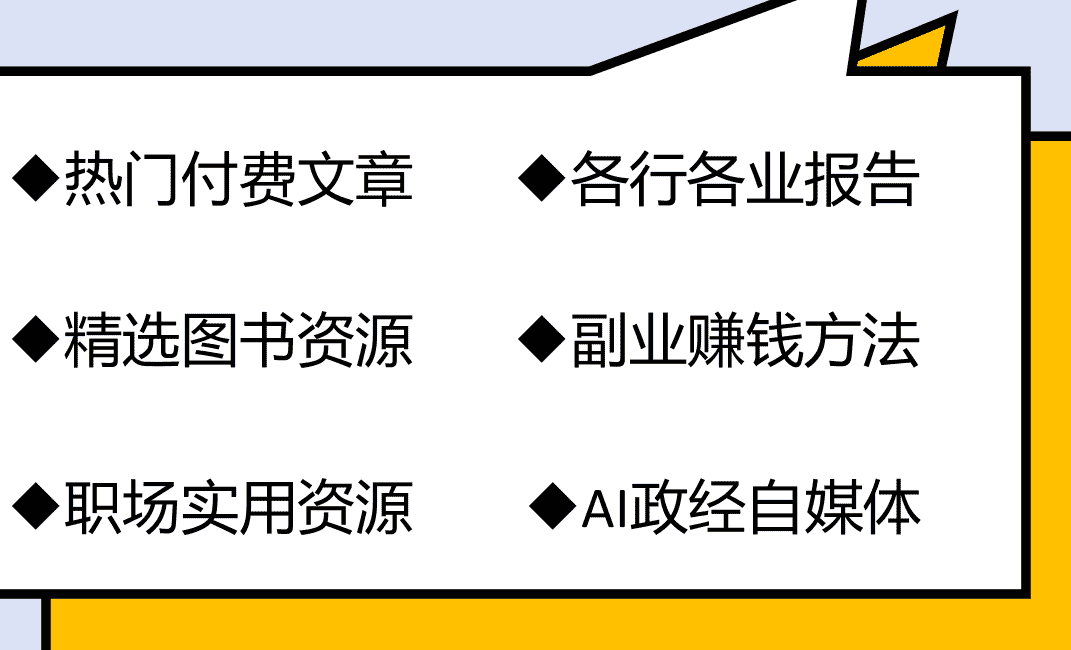 ◆热门付费文章 ◆各行各业报告
◆精选图书资源 ◆副业赚钱方法
◆职场实用资源 ◆AI政经自媒体